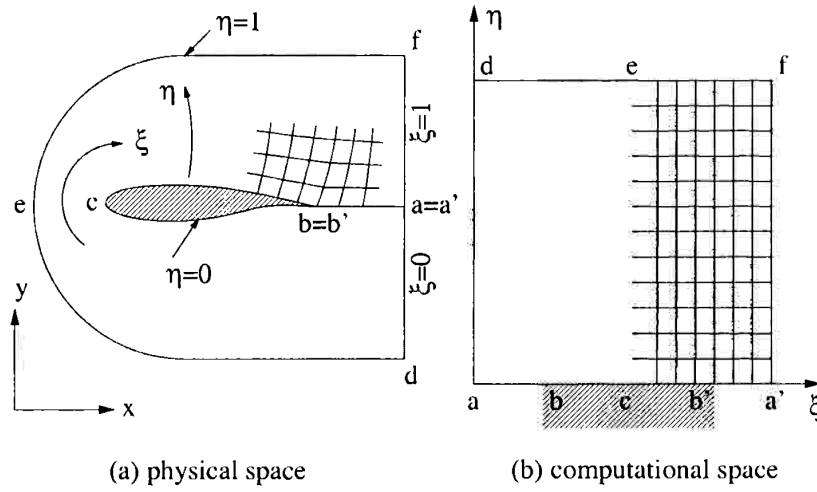 η=1
f
η
ξ=1
ξ
e
c
a=a'
b=b'
η=0
ξ=0
y
x
d
(a) physical space
η
d
e
f
a
b
c
b'
a'
ξ
(b) computational space